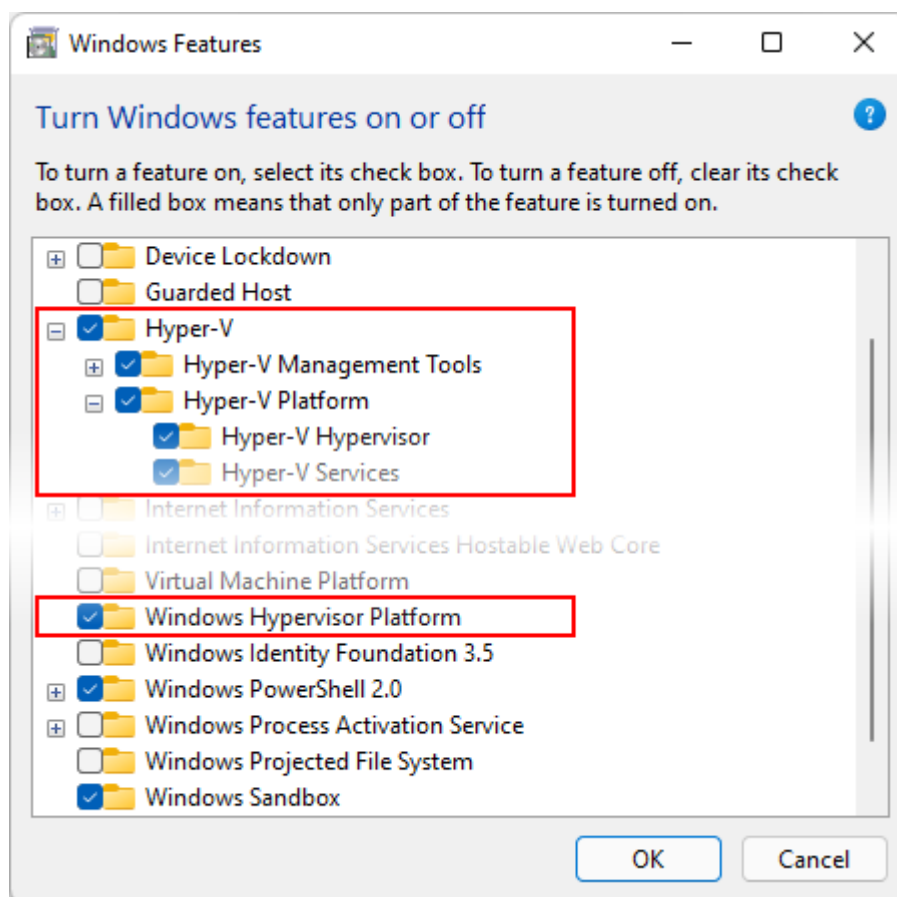 Windows Features
Turn Windows features on or off
?
To turn a feature on, select its check box. To turn a feature off, clear its check
box. A filled box means that only part of the feature is turned on.
Device Lockdown
Guarded Host
Hyper-V
Hyper-V Management Tools
Hyper-V Platform
Hyper-V Hypervisor
Hyper-V Services
Internet Information Services
Internet Information Services Hostable Web Core
Virtual Machine Platform
Windows Hypervisor Platform
Windows Identity Foundation 3.5
Windows PowerShell 2.0
Windows Process Activation Service
Windows Projected File System
Windows Sandbox
OK
Cancel